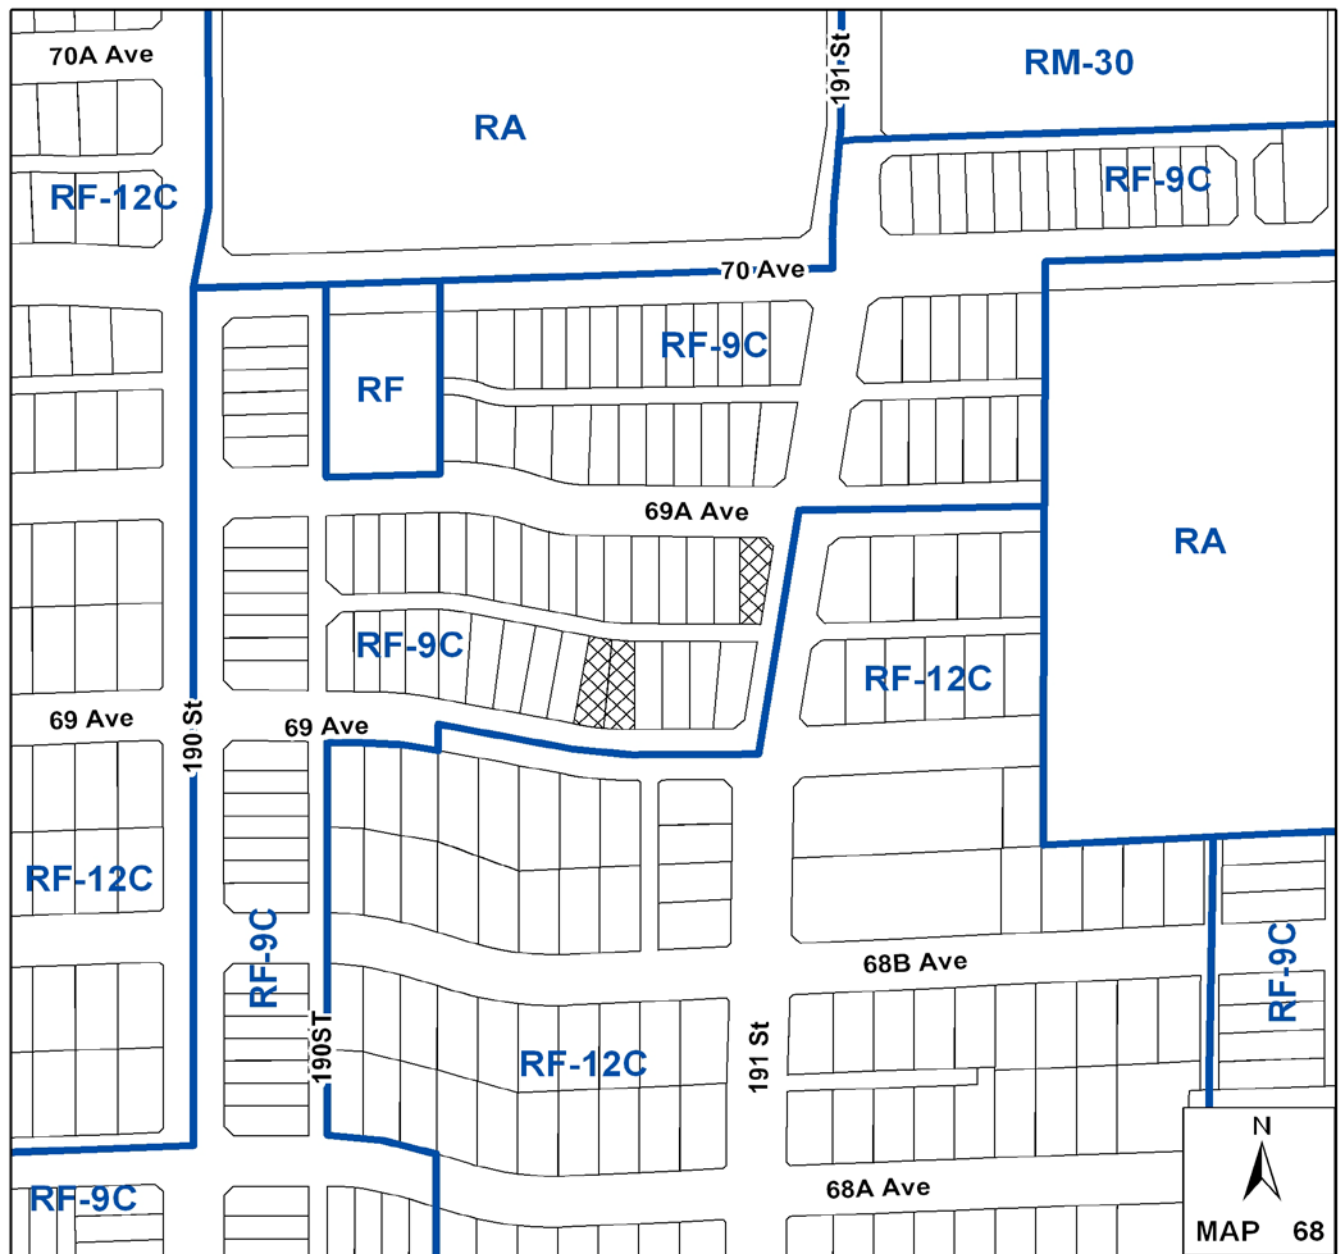 70A Ave
191 St
RM-30
RA
RF-12C
RF-9C
70 Ave
RF-9C
RF
69A Ave
RA
RF-9C
RF-12C
69 Ave
190 St
69 Ave
RF-12C
RF-9C
68B Ave
RF-9C
190ST
191 St
RF-12C
N
68A Ave
RF-9C
MAP 68